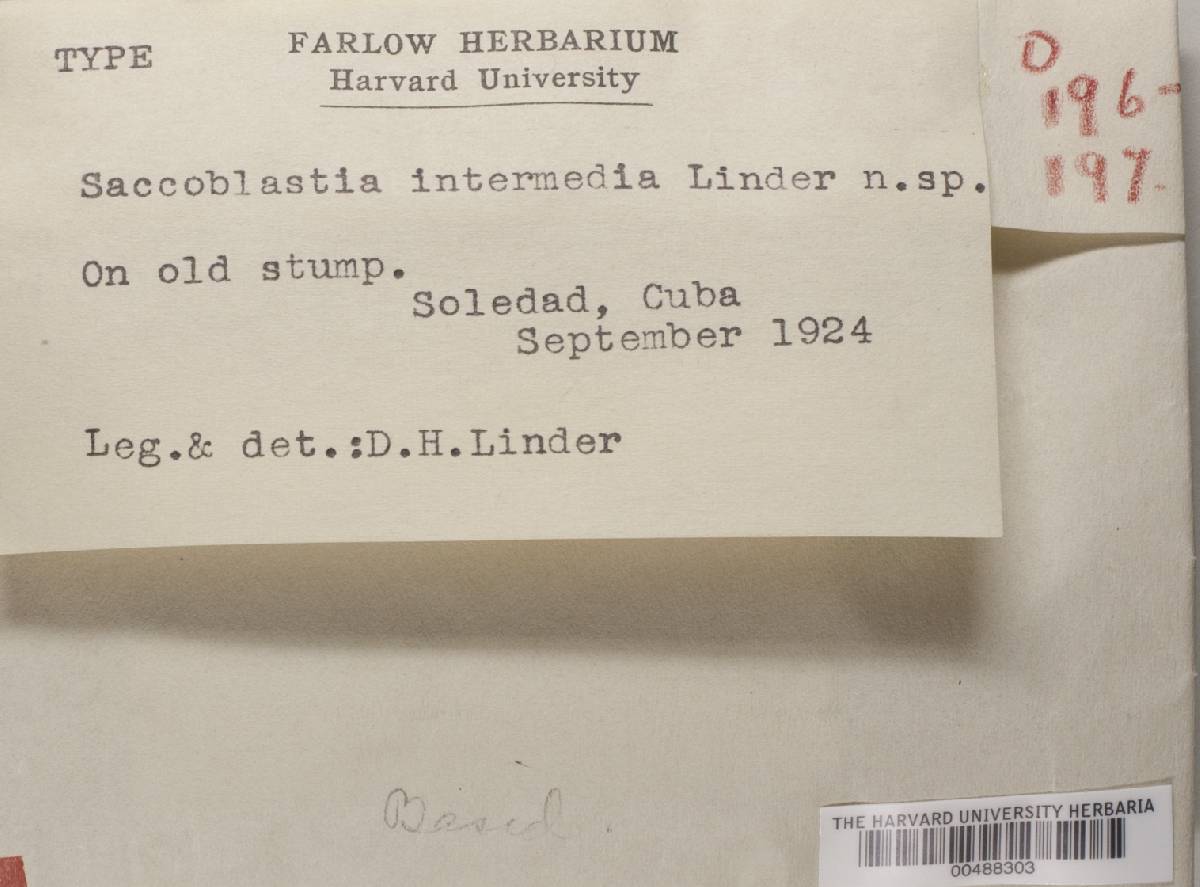 TYPE
FARLOW HERBARIUM
Harvard University
D
196-
197.
Saccoblastia intermedia Linder n.sp.
On old stump.
Soledad, Cuba
September 1924
Leg.& det.:D.H.Linder
Basid.
THE HARVARD UNIVERSITY HERBARIA
00488303